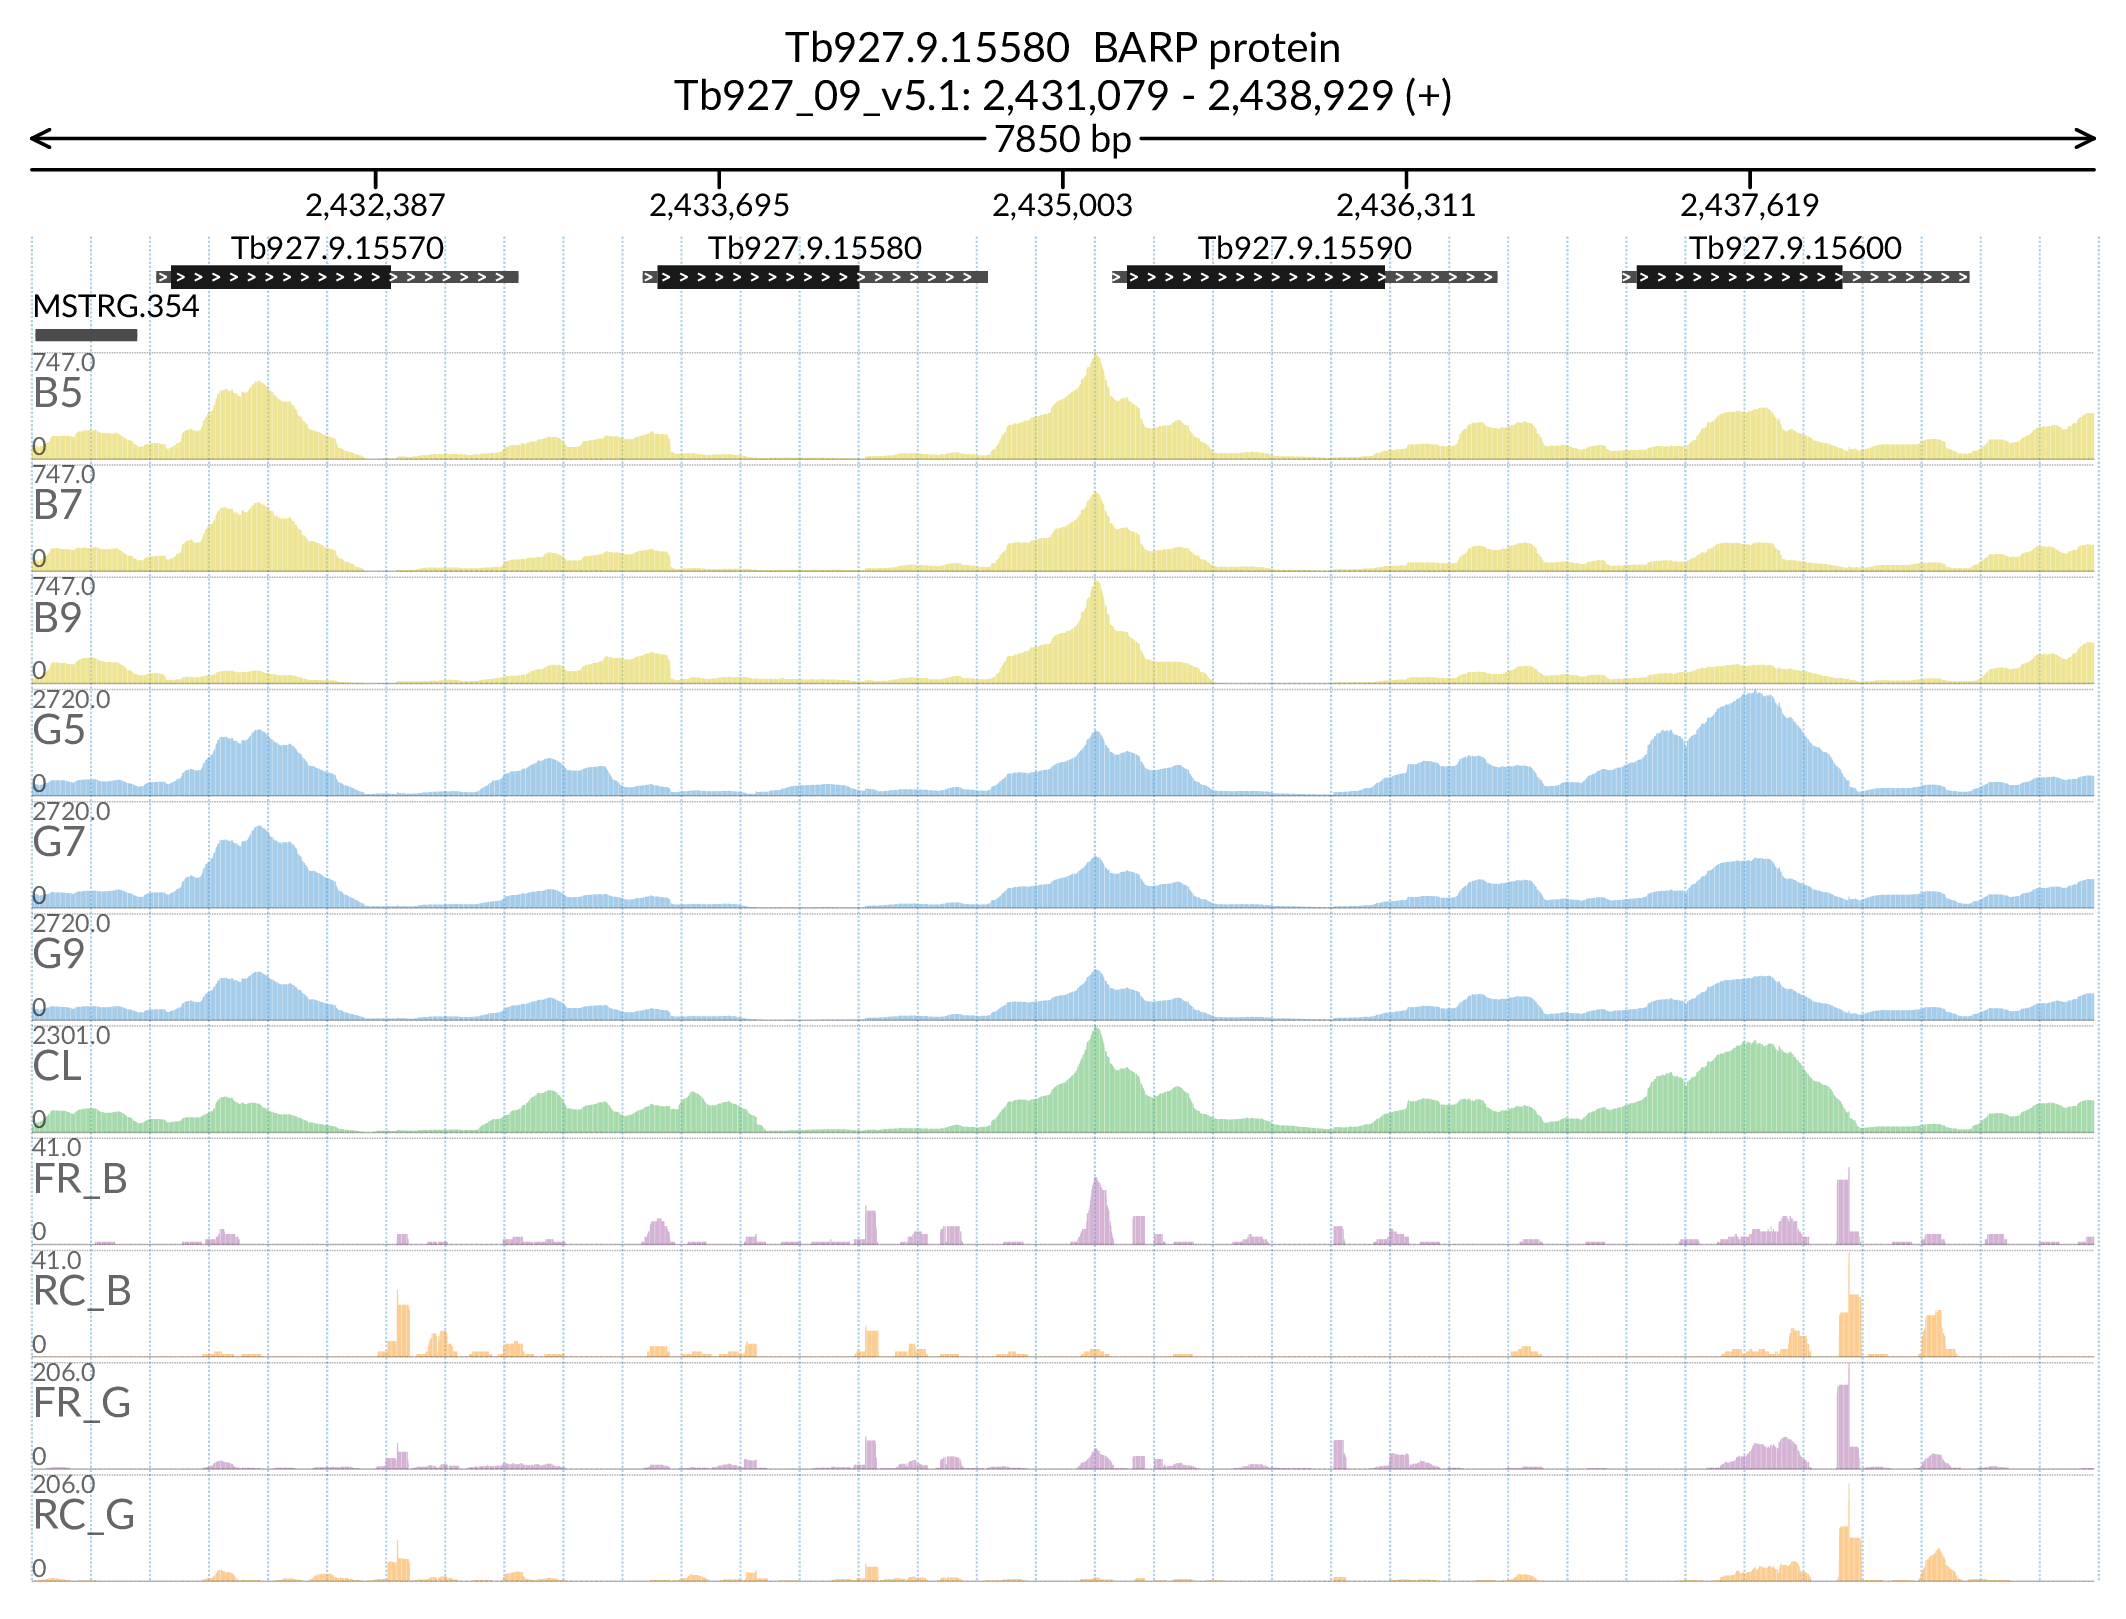 Tb927.9.15580 BARP protein
Tb927_09_v5.1: 2,431,079 - 2,438,929 (+)
7850 bp
2,432,387 2,433,695 2,435,003 2,436,311 2,437,619
Tb927.9.15570 Tb927.9.15580 Tb927.9.15590 Tb927.9.15600
MSTRG.354
747.0
B5
0
747.0
B7
0
747.0
B9
0
2720.0
G5
0
2720.0
G7
0
2720.0
G9
0
2301.0
CL
0
41.0
FR_B
0
41.0
RC_B
0
206.0
FR_G
0
206.0
RC_G
0